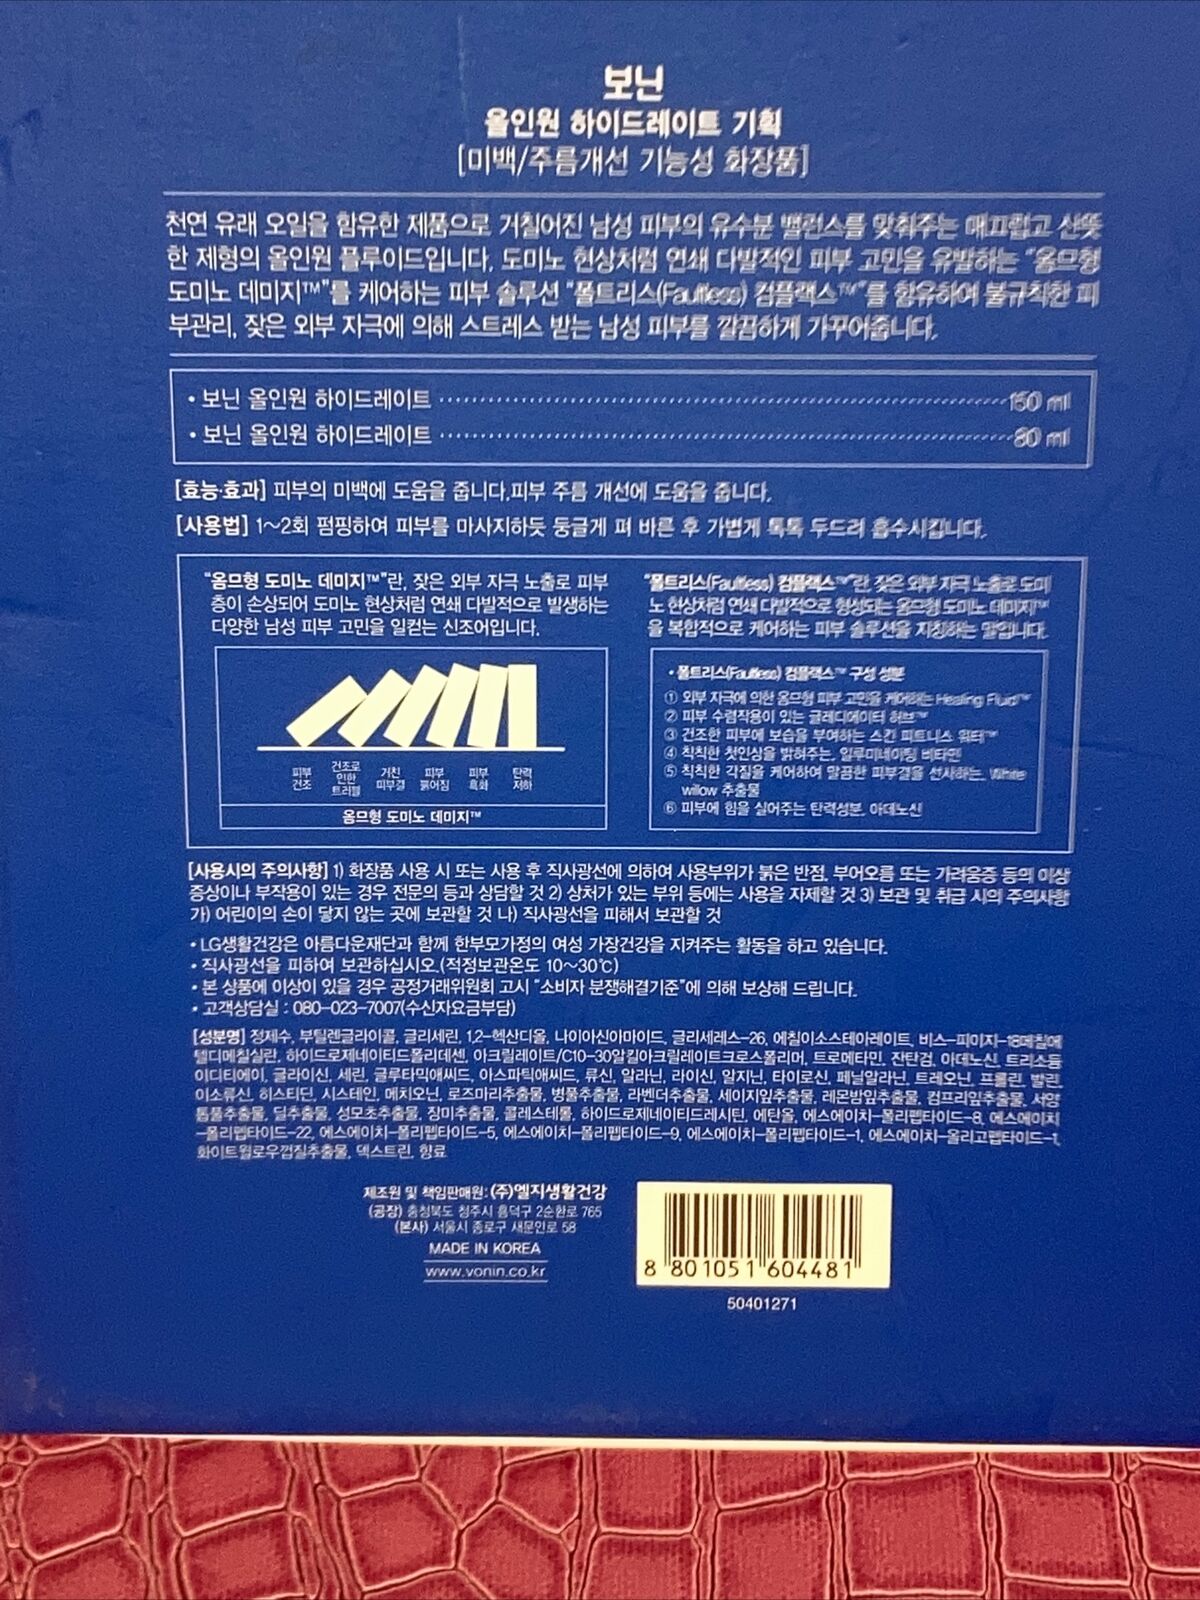 보닌
올인원 하이드레이트 기획
[미백/주름개선 기능성 화장품]
천연 유래 오일을 함유한 제품으로 거칠어진 남성 피부의 유수분 밸런스를 맞춰주는 매끄럽고 산뜻
한 제형의 올인원 플루이드입니다. 도미노 현상처럼 연쇄 다발적인 피부 고민을 유발하는 "옴므형
도미노 데미지™"를 케어하는 피부 솔루션 "폴트리스(Faultless) 컴플랙스™"를 함유하여 불규칙한 피
부관리, 잦은 외부 자극에 의해 스트레스 받는 남성 피부를 깔끔하게 가꾸어줍니다.
• 보닌 올인원 하이드레이트 150 ml
• 보닌 올인원 하이드레이트 80 ml
[효능·효과] 피부의 미백에 도움을 줍니다.피부 주름 개선에 도움을 줍니다.
[사용법] 1~2회 펌핑하여 피부를 마사지하듯 둥글게 펴 바른 후 가볍게 톡톡 두드려 흡수시킵니다.
"옴므형 도미노 데미지™"란, 잦은 외부 자극 노출로 피부
층이 손상되어 도미노 현상처럼 연쇄 다발적으로 발생하는
다양한 남성 피부 고민을 일컫는 신조어입니다.
피부 건조
건조로 인한 트러블
거친 피부결
피부 붉어짐
피부 흑화
탄력 저하
옴므형 도미노 데미지™
"폴트리스(Faultless) 컴플랙스™"란, 잦은 외부 자극 노출로 도미
노 현상처럼 연쇄 다발적으로 형성되는 옴므형 도미노 데미지™
을 복합적으로 케어하는 피부 솔루션을 지칭하는 말입니다.
• 폴트리스(Faultless) 컴플랙스™ 구성 성분
① 외부 자극에 의한 옴므형 피부 고민을 케어하는 Healing Fluid™
② 피부 수렴작용이 있는 글레디에이터 허브™
③ 건조한 피부에 보습을 부여하는 스킨 피트니스 워터™
④ 칙칙한 첫인상을 밝혀주는, 일루미네이팅 비타민
⑤ 칙칙한 각질을 케어하여 말끔한 피부결을 선사하는, White
willow 추출물
⑥ 피부에 힘을 실어주는 탄력성분, 아데노신
[사용시의 주의사항] 1) 화장품 사용 시 또는 사용 후 직사광선에 의하여 사용부위가 붉은 반점, 부어오름 또는 가려움증 등의 이상
증상이나 부작용이 있는 경우 전문의 등과 상담할 것 2) 상처가 있는 부위 등에는 사용을 자제할 것 3) 보관 및 취급 시의 주의사항
가) 어린이의 손이 닿지 않는 곳에 보관할 것 나) 직사광선을 피해서 보관할 것
• LG생활건강은 아름다운재단과 함께 한부모가정의 여성 가장건강을 지켜주는 활동을 하고 있습니다.
• 직사광선을 피하여 보관하십시오.(적정보관온도 10~30℃)
• 본 상품에 이상이 있을 경우 공정거래위원회 고시 "소비자 분쟁해결기준"에 의해 보상해 드립니다.
• 고객상담실 : 080-023-7007(수신자요금부담)
[성분명] 정제수, 부틸렌글라이콜, 글리세린, 1,2-헥산디올, 나이아신아마이드, 글리세레스-26, 에칠이소스테아레이트, 비스-피이지-18메칠에
텔디메칠실란, 하이드로제네이티드폴리데센, 아크릴레이트/C10-30알킬아크릴레이트크로스폴리머, 트로메타민, 잔탄검, 아데노신, 트리소듐
이디티에이, 글라이신, 세린, 글루타믹애씨드, 아스파틱애씨드, 류신, 알라닌, 라이신, 알지닌, 타이로신, 페닐알라닌, 트레오닌, 프롤린, 발린,
이소류신, 히스티딘, 시스테인, 메치오닌, 로즈마리추출물, 병풀추출물, 라벤더추출물, 세이지잎추출물, 레몬밤잎추출물, 컴프리잎추출물, 서양
톱풀추출물, 딜추출물, 성모초추출물, 장미추출물, 콜레스테롤, 하이드로제네이티드레시틴, 에탄올, 에스에이치-폴리펩타이드-8, 에스에이치
-폴리펩타이드-22, 에스에이치-폴리펩타이드-5, 에스에이치-폴리펩타이드-9, 에스에이치-폴리펩타이드-1, 에스에이치-올리고펩타이드-1,
화이트윌로우껍질추출물, 덱스트린, 향료
제조원 및 책임판매원: (주)엘지생활건강
(공장) 충청북도 청주시 흥덕구 2순환로 765
(본사) 서울시 종로구 새문안로 58
MADE IN KOREA
www.vonin.co.kr
8 801051 604481
50401271